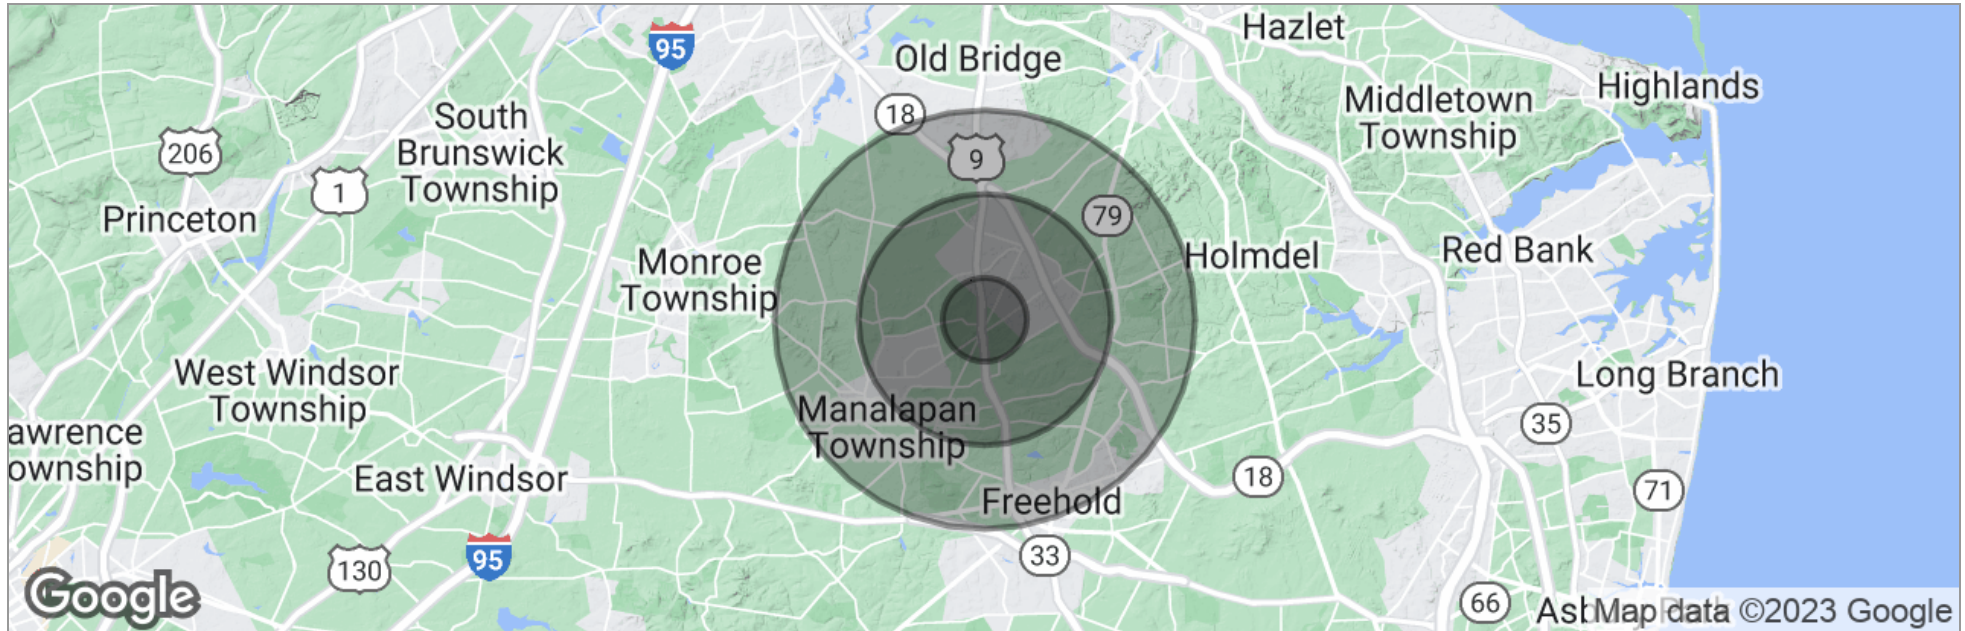 Hazlet
95
Old Bridge
Highlands
Middletown
Township
South
Brunswick
Township
18
206
9
1
Princeton
79
Holmdel
Red Bank
Monroe
Township
West Windsor
Township
Long Branch
Manalapan
Township
35
awrence
ownship
East Windsor
18
71
Freehold
33
95
130
Google
66
Map data ©2023 Google